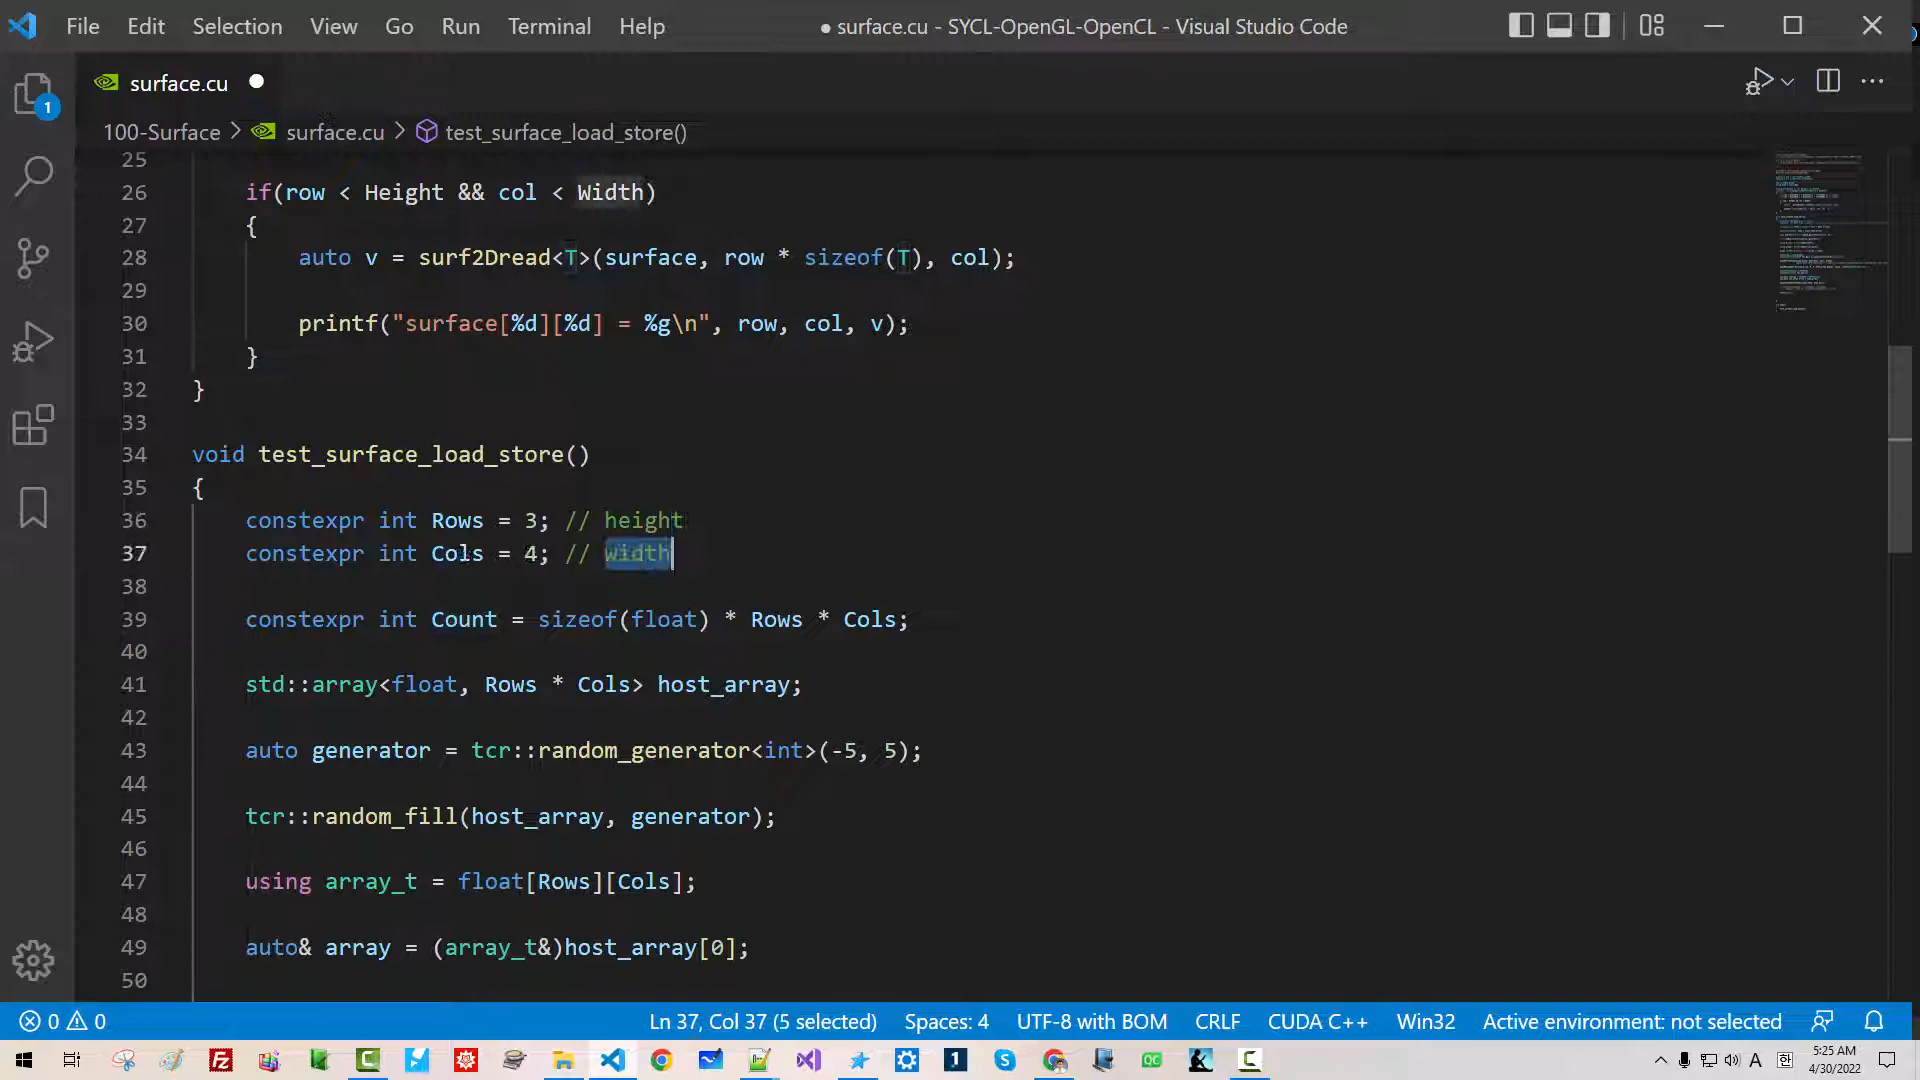 File Edit Selection View Go Run Terminal Help ● surface.cu - SYCL-OpenGL-OpenCL - Visual Studio Code
surface.cu
100-Surface > surface.cu > test_surface_load_store()
25
26 if(row < Height && col < Width)
27 {
28 auto v = surf2Dread<T>(surface, row * sizeof(T), col);
29
30 printf("surface[%d][%d] = %g\n", row, col, v);
31 }
32 }
33
34 void test_surface_load_store()
35 {
36 constexpr int Rows = 3; // height
37 constexpr int Cols = 4; // width
38
39 constexpr int Count = sizeof(float) * Rows * Cols;
40
41 std::array<float, Rows * Cols> host_array;
42
43 auto generator = tcr::random_generator<int>(-5, 5);
44
45 tcr::random_fill(host_array, generator);
46
47 using array_t = float[Rows][Cols];
48
49 auto& array = (array_t&)host_array[0];
50
1
0 0 Ln 37, Col 37 (5 selected) Spaces: 4 UTF-8 with BOM CRLF CUDA C++ Win32 Active environment: not selected
A 한 5:25 AM
4/30/2022